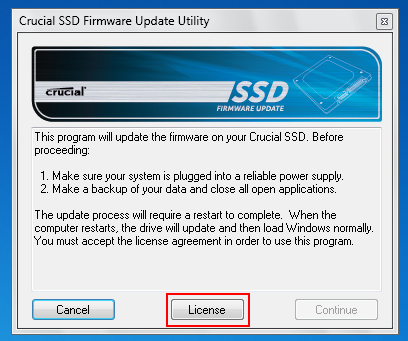 Crucial SSD Firmware Update Utility
crucial
SSD
FIRMWARE UPDATE
This program will update the firmware on your Crucial SSD. Before
proceeding:
1. Make sure your system is plugged into a reliable power supply.
2. Make a backup of your data and close all open applications.
The update process will require a restart to complete. When the
computer restarts, the drive will update and then load Windows normally.
You must accept the license agreement in order to use this program.
Cancel
License
Continue